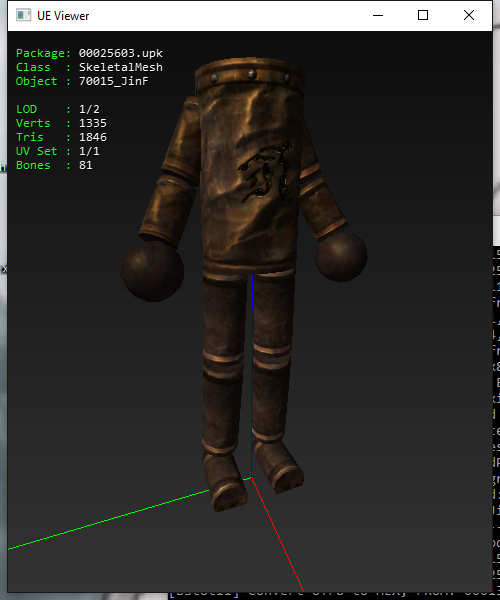 UE Viewer
Package: 00025603.upk
Class : SkeletalMesh
Object : 70015_JinF
LOD : 1/2
Verts : 1335
Tris : 1846
UV Set : 1/1
Bones : 81